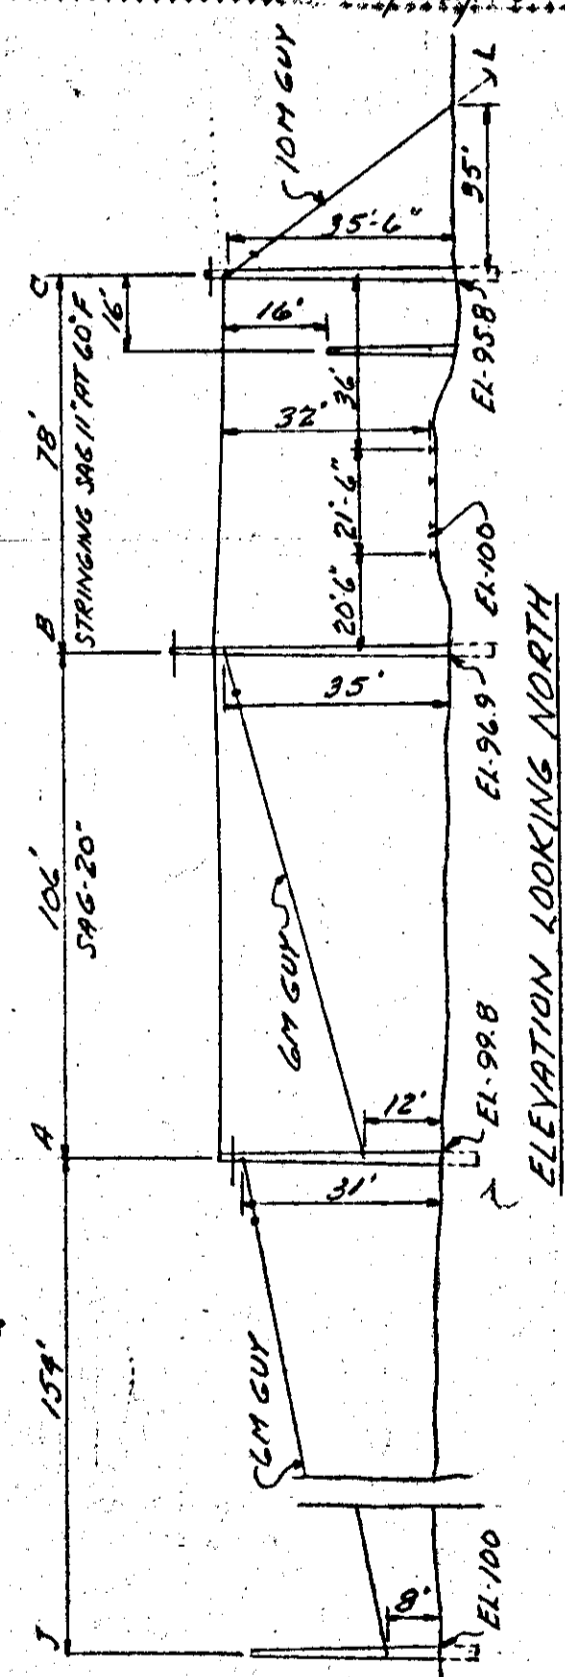 J
154'
A
106'
B
78'
C
SAG-20"
STRINGING SAG 11" AT 60°F
16'
10M GUY
6M GUY
6M GUY
8'
31'
12'
35'
20'6"
21'-6"
36'
32'
16'
35'-6"
35'
EL-100
EL-99.8
EL-96.9
EL-100
EL-95.8
ELEVATION LOOKING NORTH